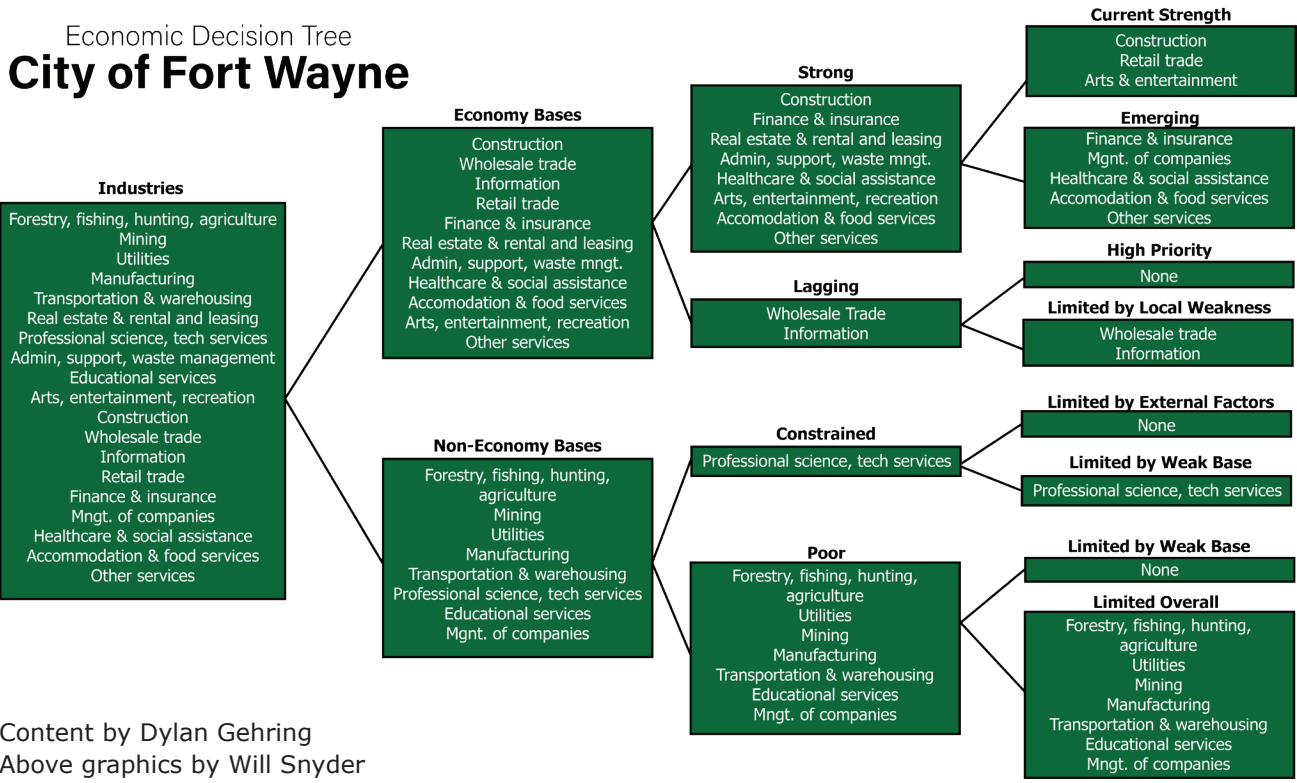 Economic Decision Tree
City of Fort Wayne
Industries
Forestry, fishing, hunting, agriculture
Mining
Utilities
Manufacturing
Transportation & warehousing
Real estate & rental and leasing
Professional science, tech services
Admin, support, waste management
Educational services
Arts, entertainment, recreation
Construction
Wholesale trade
Information
Retail trade
Finance & insurance
Mngt. of companies
Healthcare & social assistance
Accommodation & food services
Other services
Economy Bases
Construction
Wholesale trade
Information
Retail trade
Finance & insurance
Real estate & rental and leasing
Admin, support, waste mngt.
Healthcare & social assistance
Accomodation & food services
Arts, entertainment, recreation
Other services
Non-Economy Bases
Forestry, fishing, hunting,
agriculture
Mining
Utilities
Manufacturing
Transportation & warehousing
Professional science, tech services
Educational services
Mgnt. of companies
Strong
Construction
Finance & insurance
Real estate & rental and leasing
Admin, support, waste mngt.
Healthcare & social assistance
Arts, entertainment, recreation
Accomodation & food services
Other services
Lagging
Wholesale Trade
Information
Constrained
Professional science, tech services
Poor
Forestry, fishing, hunting,
agriculture
Utilities
Mining
Manufacturing
Transportation & warehousing
Educational services
Mngt. of companies
Current Strength
Construction
Retail trade
Arts & entertainment
Emerging
Finance & insurance
Mgnt. of companies
Healthcare & social assistance
Accomodation & food services
Other services
High Priority
None
Limited by Local Weakness
Wholesale trade
Information
Limited by External Factors
None
Limited by Weak Base
Professional science, tech services
Limited by Weak Base
None
Limited Overall
Forestry, fishing, hunting,
agriculture
Utilities
Mining
Manufacturing
Transportation & warehousing
Educational services
Mngt. of companies
Content by Dylan Gehring
Above graphics by Will Snyder